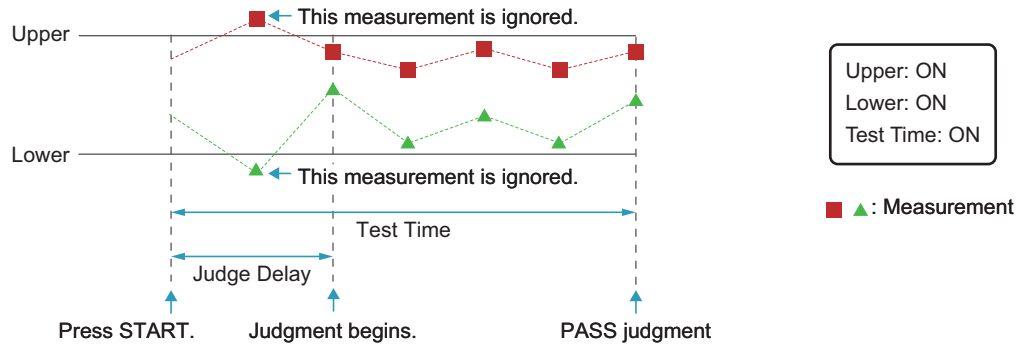 This measurement is ignored.
Upper
Upper: ON
Lower: ON
Test Time: ON
Lower
This measurement is ignored.
: Measurement
Test Time
Judge Delay
Press START.
Judgment begins.
PASS judgment